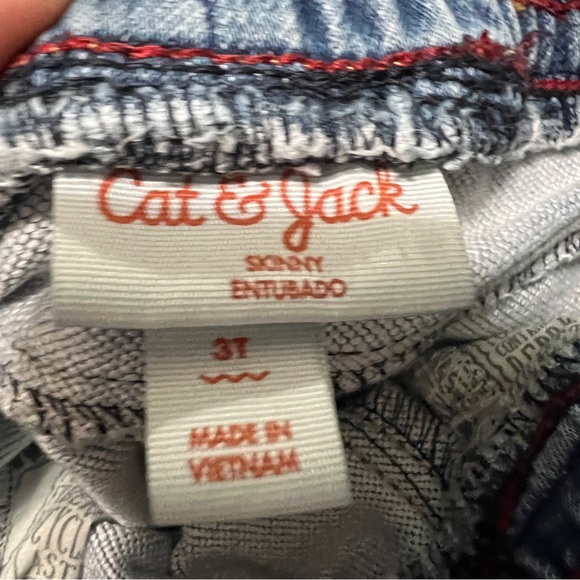 Cat & Jack
SKINNY
ENTUBADO
3T
MADE IN
VIETNAM